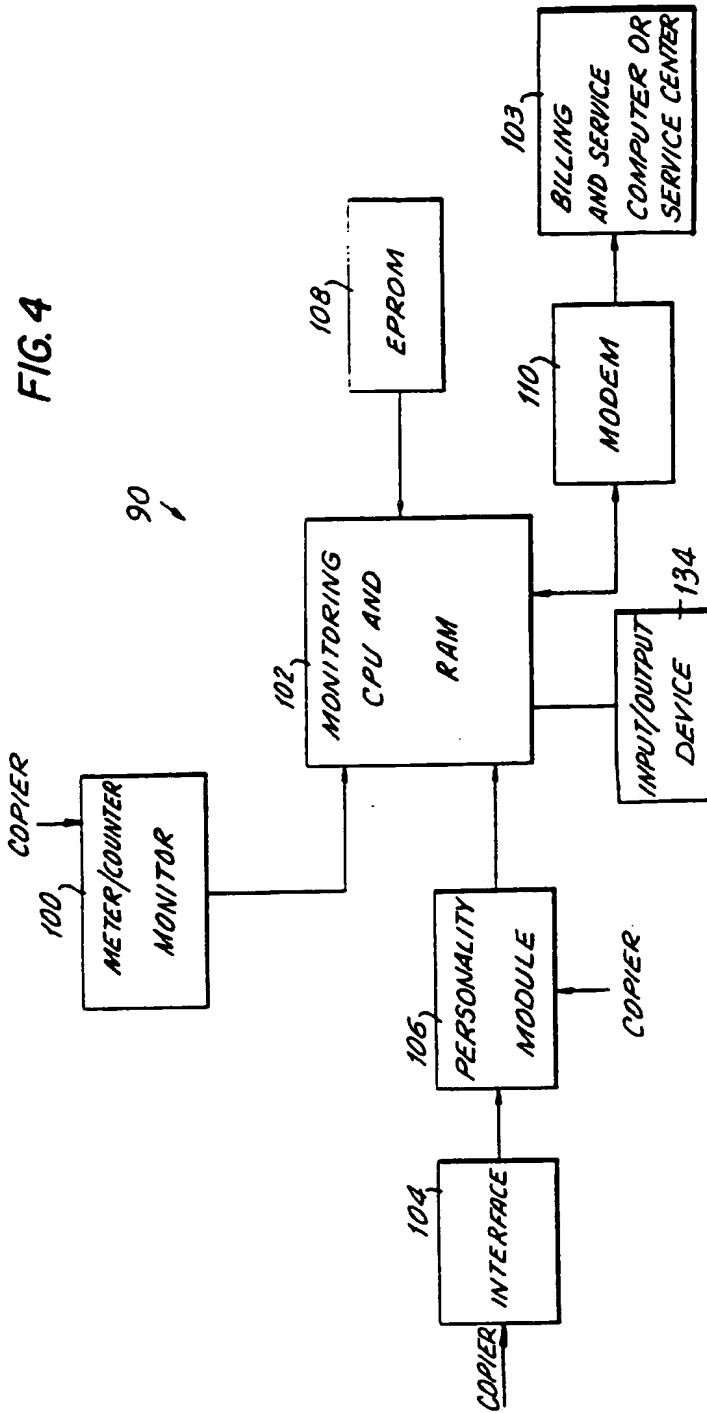 FIG. 4
90
COPIER
100
METER/COUNTER
MONITOR
102
MONITORING
CPU AND
RAM
108
EPROM
103
BILLING
AND SERVICE
COMPUTER OR
SERVICE CENTER
110
MODEM
134
INPUT/OUTPUT
DEVICE
106
PERSONALITY
MODULE
COPIER
104
INTERFACE
COPIER